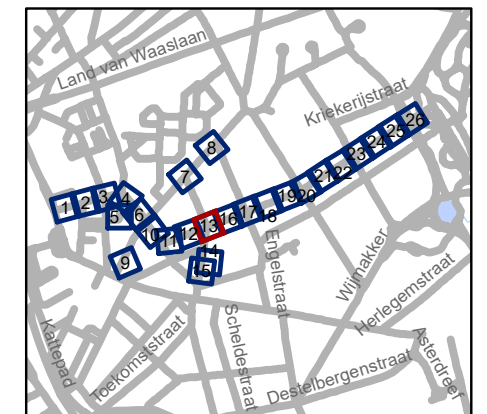 Land van Waaslaan
Kriekerijstraat
8
7
1
2
3
4
5
6
9
10
11
12
13
14
15
16
17
18
19
20
21
22
23
24
25
26
Engelstraat
Wijmakker
Herlegemstraat
Kattepad
Toekomststraat
Scheldestraat
Destelbergenstraat
Asterdreef